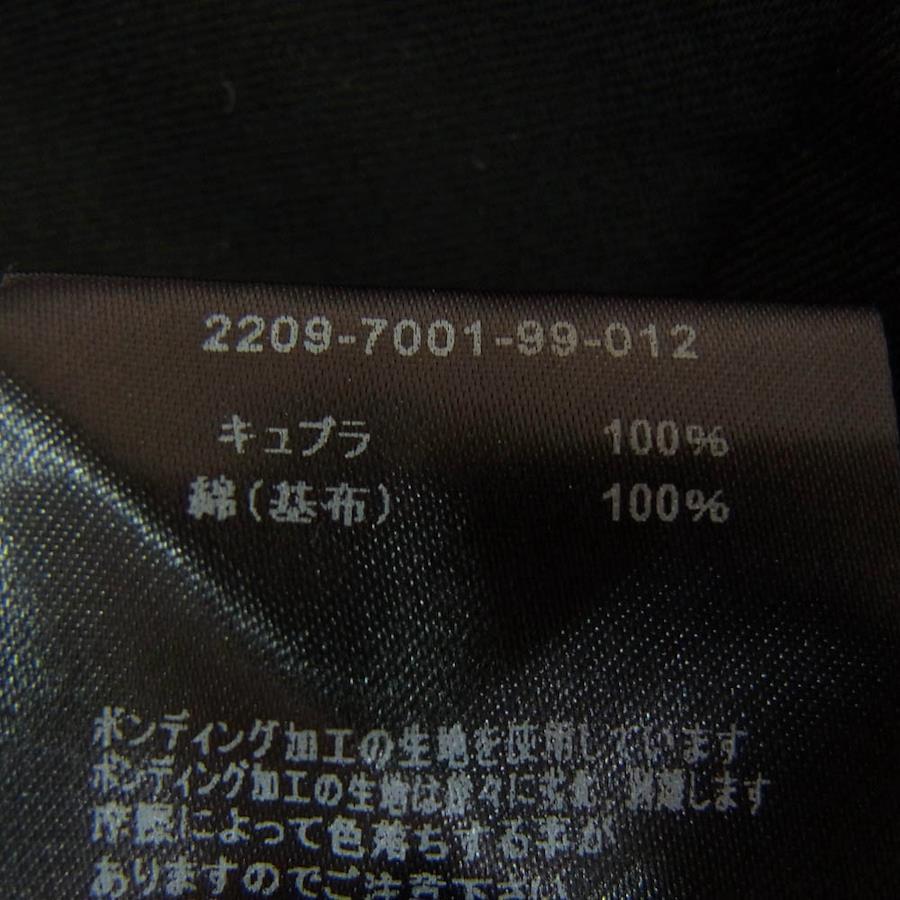 2209-7001-99-012
キュプラ 100%
綿(基布) 100%
ボンディング加工の生地を使用しています
ボンディング加工の生地は徐々に劣化、剥離します
摩擦によって色落ちする事が
ありますのでご注意下さい